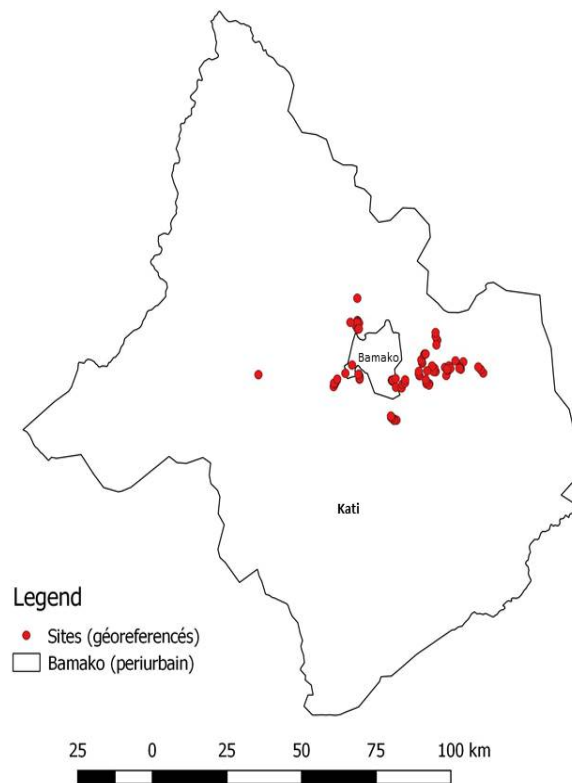 Bamako
Kati
Legend
Sites (géoreferencés)
Bamako (periurbain)
25 0 25 50 75 100 km